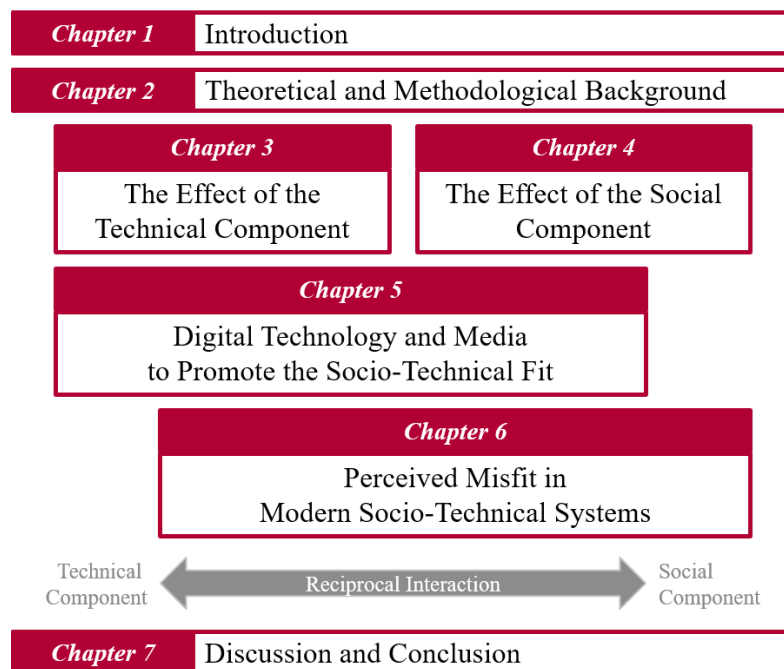 Chapter 1 Introduction
Chapter 2 Theoretical and Methodological Background
Chapter 3
The Effect of the
Technical Component
Chapter 4
The Effect of the Social
Component
Chapter 5
Digital Technology and Media
to Promote the Socio-Technical Fit
Chapter 6
Perceived Misfit in
Modern Socio-Technical Systems
Technical
Component
Reciprocal Interaction
Social
Component
Chapter 7 Discussion and Conclusion